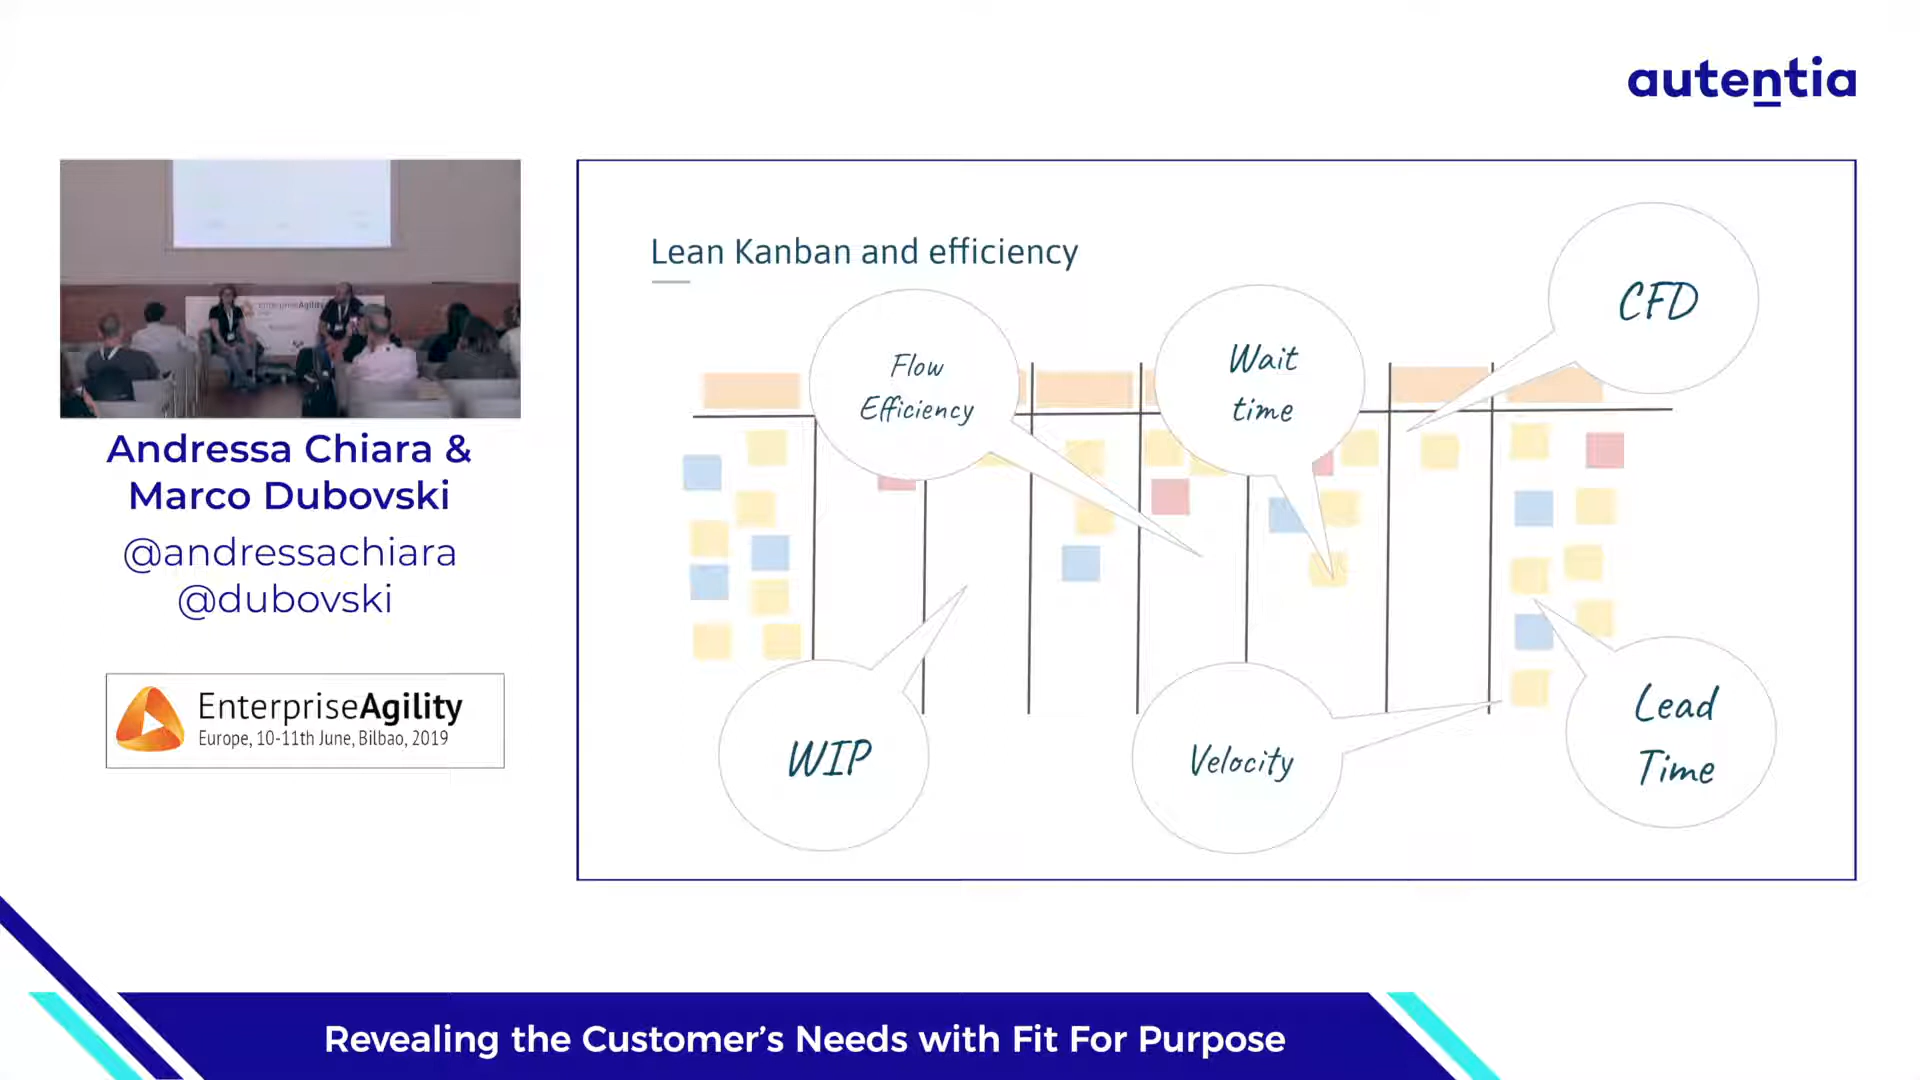 autentia
EnterpriseAgility
Andressa Chiara &
Marco Dubovski
@andressachiara
@dubovski
EnterpriseAgility
Europe, 10-11th June, Bilbao, 2019
Lean Kanban and efficiency
Flow
Efficiency
Wait
time
CFD
WIP
Velocity
Lead
Time
Revealing the Customer’s Needs with Fit For Purpose